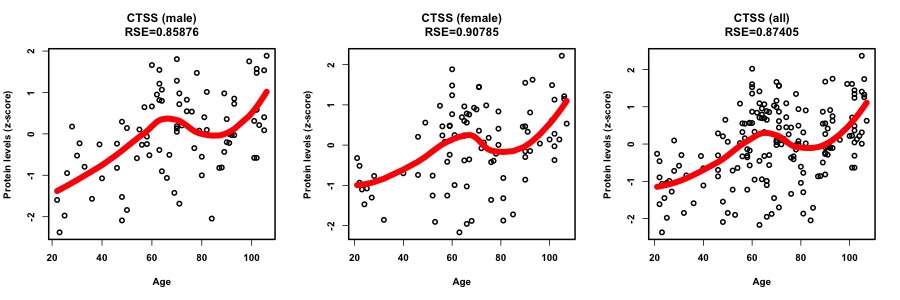 CTSS (male)
RSE=0.85876
Protein levels (z-score)
2
1
0
-1
-2
20
40
60
80
100
Age
CTSS (female)
RSE=0.90785
Protein levels (z-score)
2
1
0
-1
-2
20
40
60
80
100
Age
CTSS (all)
RSE=0.87405
Protein levels (z-score)
2
1
0
-1
-2
20
40
60
80
100
Age